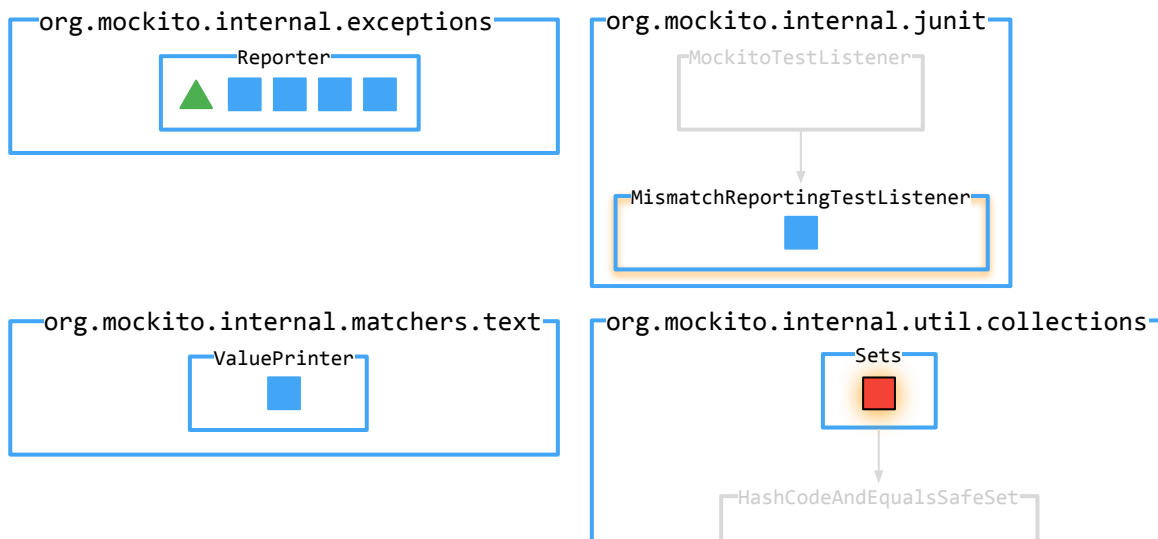 org.mockito.internal.exceptions
Reporter
org.mockito.internal.junit
MockitoTestListener
MismatchReportingTestListener
org.mockito.internal.matchers.text
ValuePrinter
org.mockito.internal.util.collections
Sets
HashCodeAndEqualsSafeSet